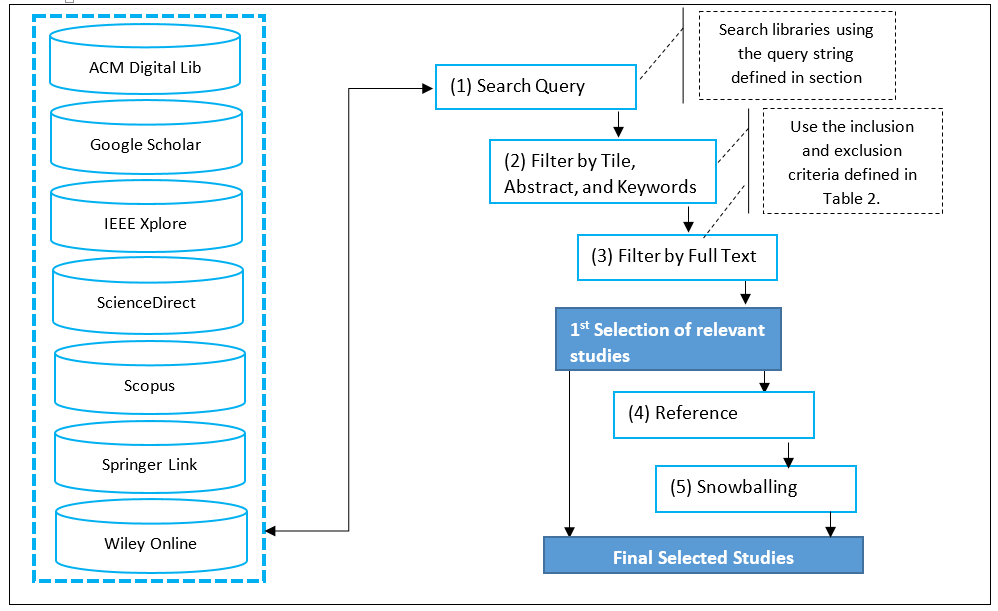 ACM Digital Lib
Google Scholar
IEEE Xplore
ScienceDirect
Scopus
Springer Link
Wiley Online
(1) Search Query
Search libraries using
the query string
defined in section
(2) Filter by Tile,
Abstract, and Keywords
Use the inclusion
and exclusion
criteria defined in
Table 2.
(3) Filter by Full Text
1st Selection of relevant
studies
(4) Reference
(5) Snowballing
Final Selected Studies